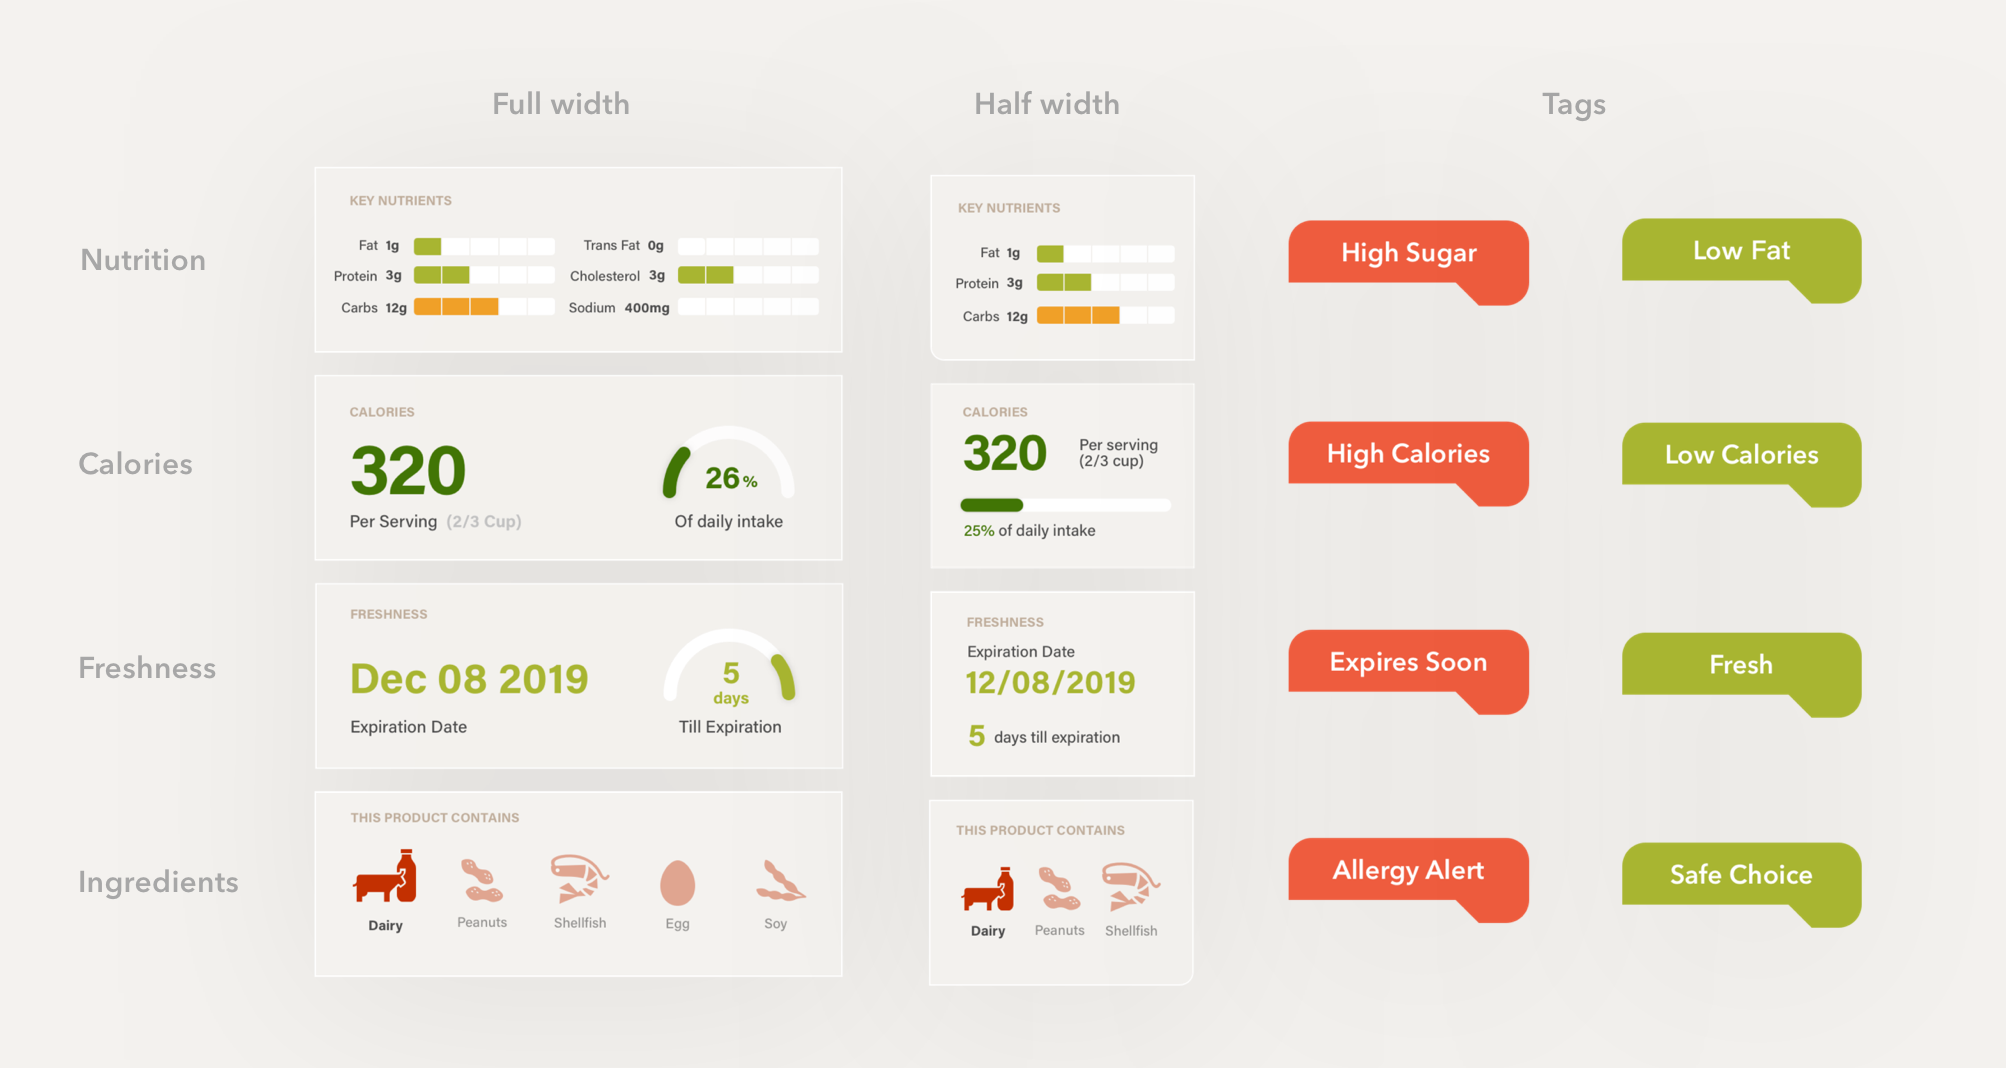 Full width
Half width
Tags
Nutrition
KEY NUTRIENTS
Fat 1g
Trans Fat 0g
Protein 3g
Cholesterol 3g
Carbs 12g
Sodium 400mg
KEY NUTRIENTS
Fat 1g
Protein 3g
Carbs 12g
High Sugar
Low Fat
Calories
CALORIES
320
Per Serving (2/3 Cup)
26%
Of daily intake
CALORIES
320
Per serving
(2/3 cup)
25% of daily intake
High Calories
Low Calories
Freshness
FRESHNESS
Dec 08 2019
Expiration Date
5
days
Till Expiration
FRESHNESS
Expiration Date
12/08/2019
5 days till expiration
Expires Soon
Fresh
Ingredients
THIS PRODUCT CONTAINS
Dairy
Peanuts
Shellfish
Egg
Soy
THIS PRODUCT CONTAINS
Dairy
Peanuts
Shellfish
Allergy Alert
Safe Choice